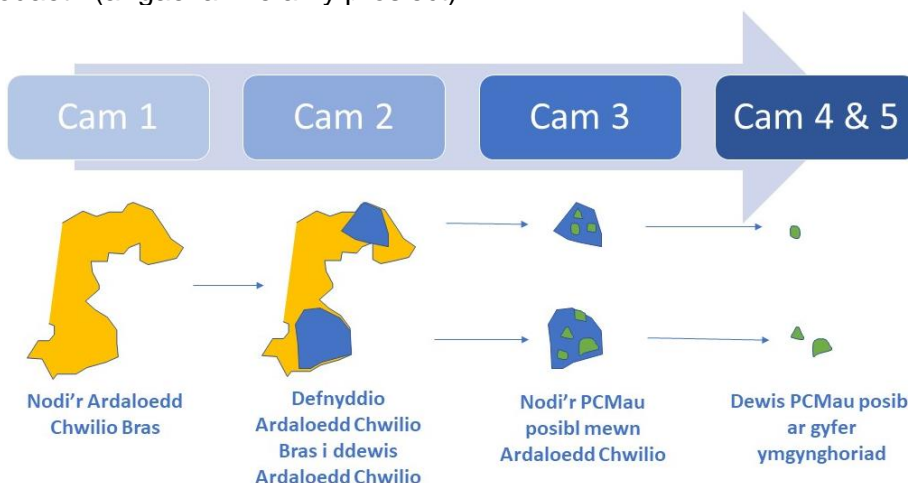 Cam 1
Cam 2
Cam 3
Cam 4 & 5
Nodi'r Ardaloedd
Chwilio Bras
Defnyddio
Ardaloedd Chwilio
Bras i ddewis
Ardaloedd Chwilio
Nodi'r PCMau
posibl mewn
Ardaloedd Chwilio
Dewis PCMau posib
ar gyfer
ymgynghoriad